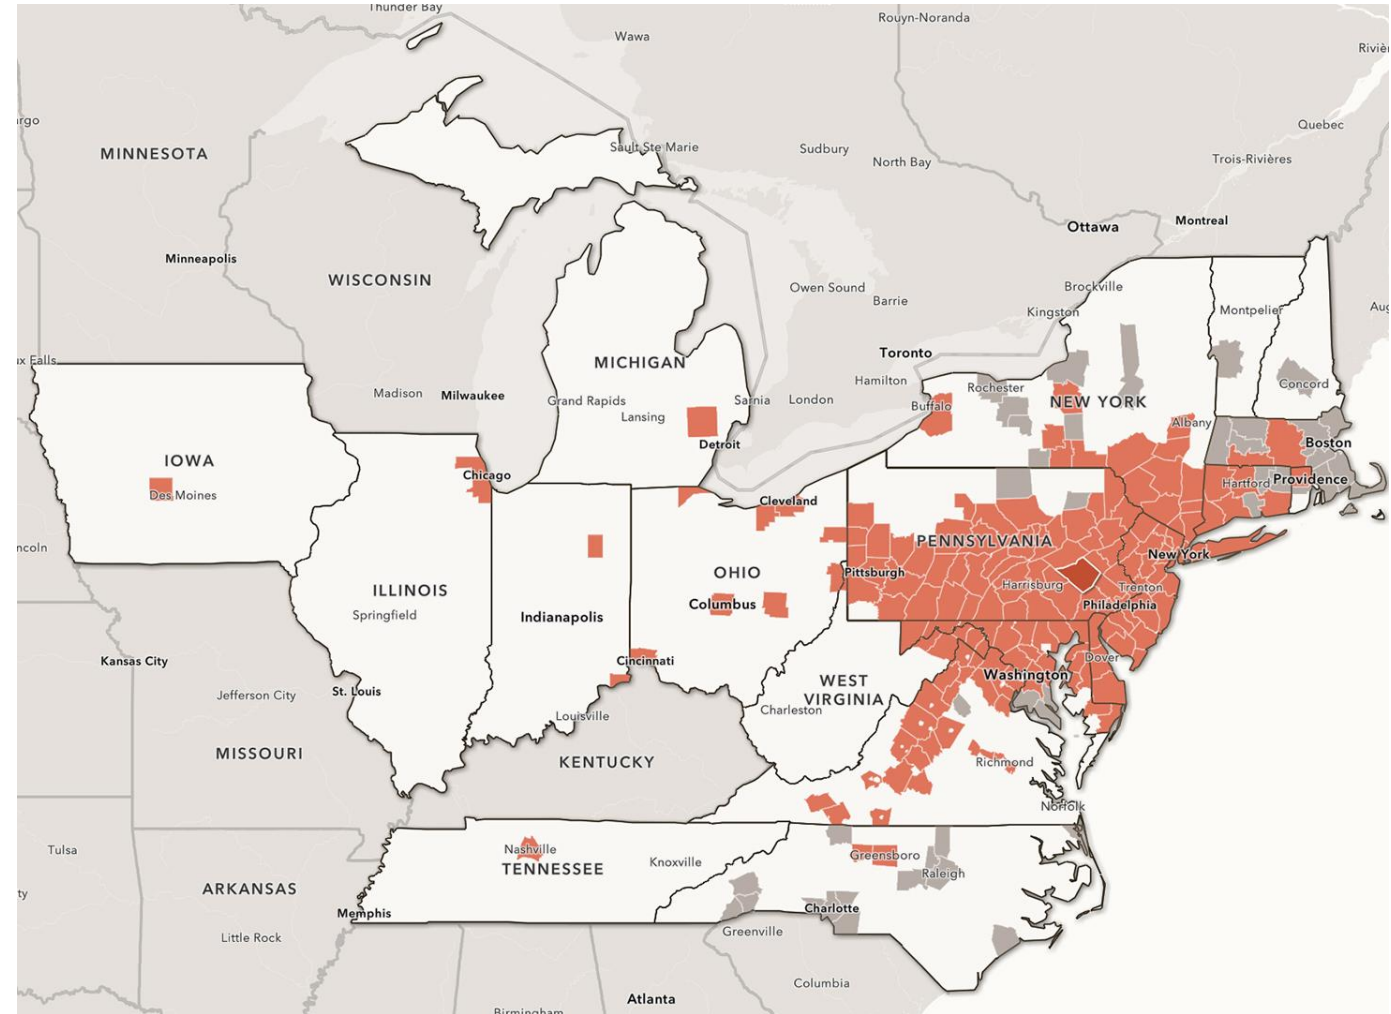 Thunder Bay
Rouyn-Noranda
Wawa
Quebec
MINNESOTA
Sault Ste Marie
Sudbury
North Bay
Trois-Rivières
Ottawa
Montreal
Minneapolis
WISCONSIN
Owen Sound
Barrie
Brockville
Kingston
Montpelier
Toronto
MICHIGAN
Hamilton
Rochester
Concord
Madison
Milwaukee
Grand Rapids
Lansing
Sarnia
London
Buffalo
NEW YORK
Albany
Detroit
Boston
IOWA
Chicago
Des Moines
Cleveland
Hartford
Providence
PENNSYLVANIA
New York
ILLINOIS
OHIO
Pittsburgh
Harrisburg
Trenton
Springfield
Indianapolis
Columbus
Philadelphia
Kansas City
Cincinnati
Dover
Washington
WEST
VIRGINIA
Jefferson City
St. Louis
Charleston
Louisville
MISSOURI
KENTUCKY
Richmond
Norfolk
Tulsa
Nashville
TENNESSEE
Knoxville
Greensboro
Raleigh
ARKANSAS
Memphis
Charlotte
Little Rock
Greenville
Columbia
Atlanta